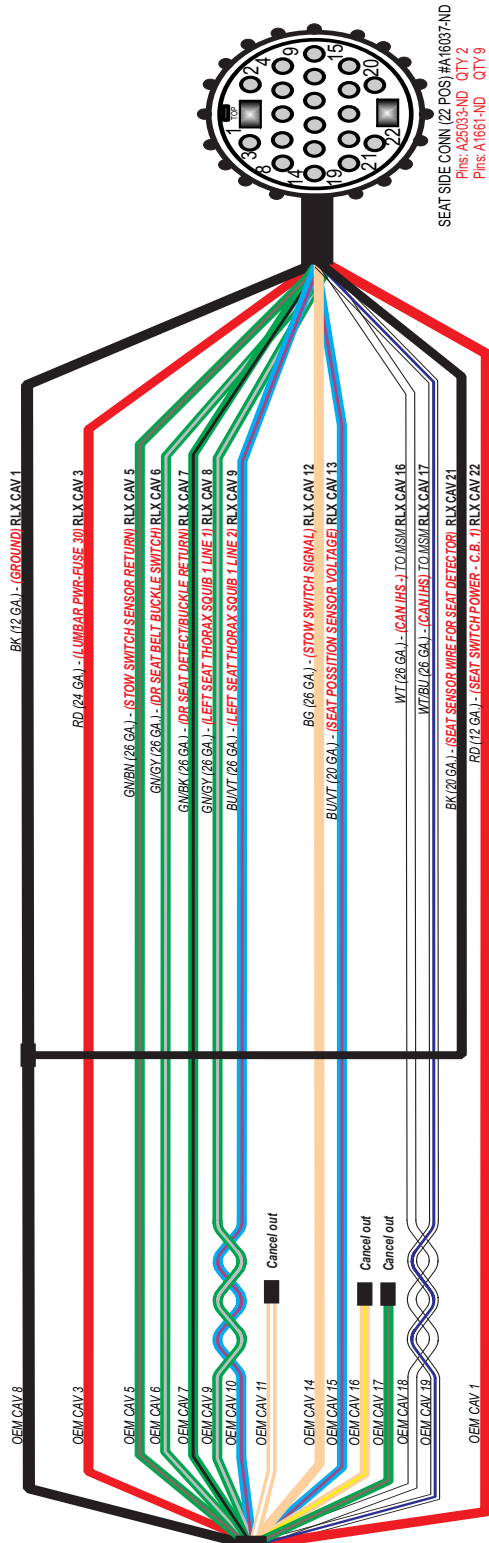 OEM CAV 8
BK (12 GA.) - (GROUND) RLX CAV 1
OEM CAV 3
RD (24 GA.) - (LUMBAR PWR-FUSE 30) RLX CAV 3
OEM CAV 5
GN/BN (26 GA.) - (STOW SWITCH SENSOR RETURN) RLX CAV 5
OEM CAV 6
GN/GY (26 GA.) - (DR SEAT BELT BUCKLE SWITCH) RLX CAV 6
OEM CAV 7
GN/BK (26 GA.) - (DR SEAT DETECT/BUCKLE RETURN) RLX CAV 7
OEM CAV 9
GN/GY (26 GA.) - (LEFT SEAT THORAX SQUIB 1 LINE 1) RLX CAV 8
OEM CAV 10
BU/VT (26 GA.) - (LEFT SEAT THORAX SQUIB 1 LINE 2) RLX CAV 9
OEM CAV 11
Cancel out
OEM CAV 14
BG (26 GA.) - (STOW SWITCH SIGNAL) RLX CAV 12
OEM CAV 15
BU/VT (20 GA.) - (SEAT POSSITION SENSOR VOLTAGE) RLX CAV 13
OEM CAV 16
Cancel out
OEM CAV 17
Cancel out
OEM CAV 18
WT (26 GA.) - (CAN IHS -) TO MSM RLX CAV 16
OEM CAV 19
WT/BU (26 GA.) - (CAN IHS) TO MSM RLX CAV 17
BK (20 GA.) - (SEAT SENSOR WIRE FOR SEAT DETECTOR) RLX CAV 21
OEM CAV 1
RD (12 GA.) - (SEAT SWITCH POWER - C.B. 1) RLX CAV 22
TOP
1
2
3
4
8
9
14
15
19
20
21
22
SEAT SIDE CONN (22 POS) #A16037-ND
Pins: A25033-ND QTY 2
Pins: A1661-ND QTY 9